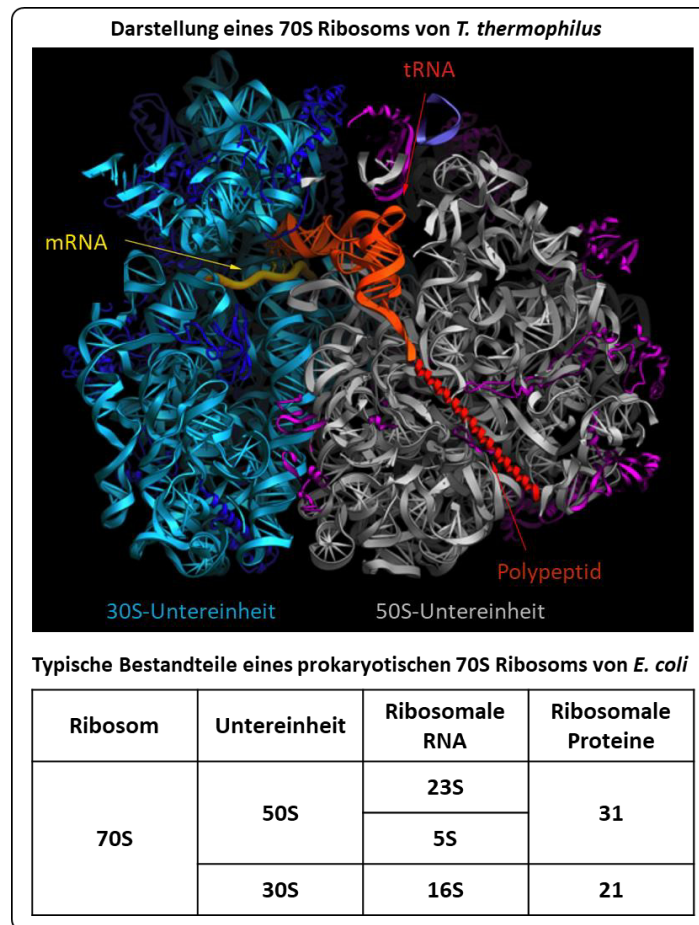 Darstellung eines 70S Ribosoms von T. thermophilus
tRNA
mRNA
Polypeptid
30S-Untereinheit
50S-Untereinheit
Typische Bestandteile eines prokaryotischen 70S Ribosoms von E. coli
Ribosom
Untereinheit
Ribosomale
RNA
Ribosomale
Proteine
70S
50S
23S
5S
31
30S
16S
21